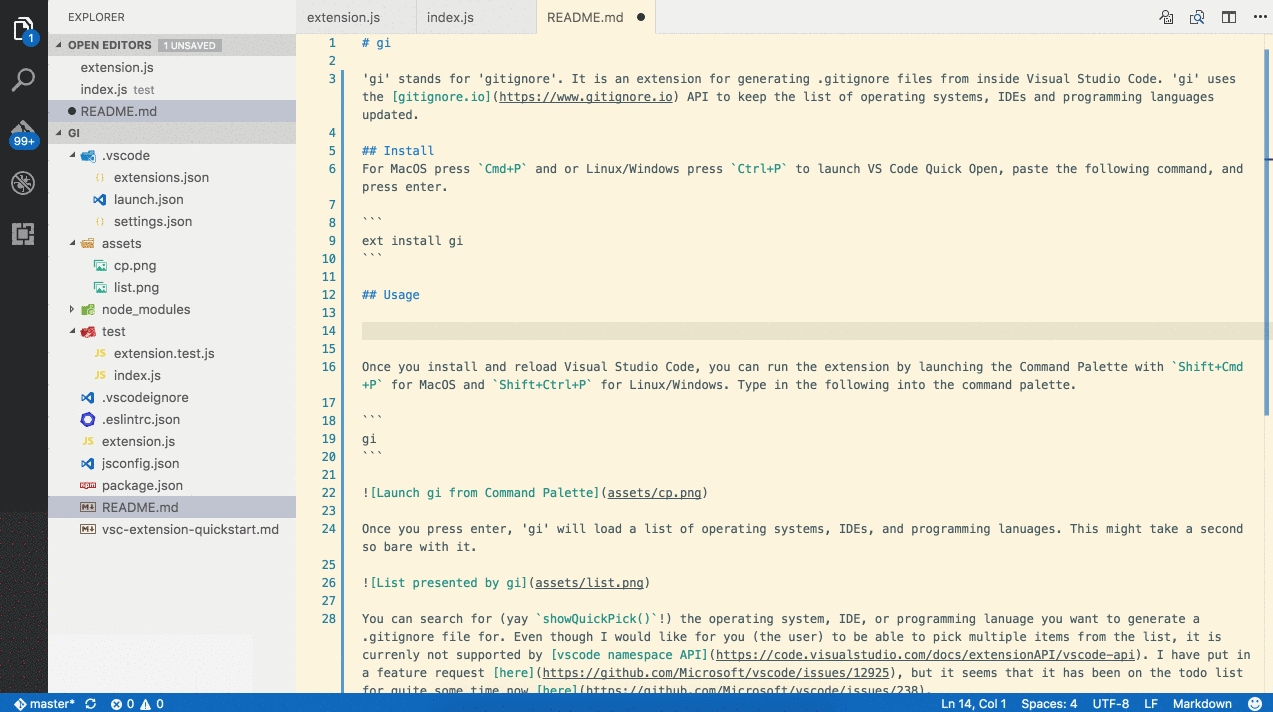 EXPLORER
OPEN EDITORS 1 UNSAVED
extension.js
index.js test
README.md
GI
.vscode
extensions.json
launch.json
settings.json
assets
cp.png
list.png
node_modules
test
extension.test.js
index.js
.vscodeignore
.eslintrc.json
extension.js
jsconfig.json
package.json
README.md
vsc-extension-quickstart.md
1
99+
extension.js
index.js
README.md
1 # gi
2
3 'gi' stands for 'gitignore'. It is an extension for generating .gitignore files from inside Visual Studio Code. 'gi' uses
the [gitignore.io](https://www.gitignore.io) API to keep the list of operating systems, IDEs and programming languages
updated.
4
5 ## Install
6 For MacOS press `Cmd+P` and or Linux/Windows press `Ctrl+P` to launch VS Code Quick Open, paste the following command, and
press enter.
7
8 ```
9 ext install gi
10 ```
11
12 ## Usage
13
14
15
16 Once you install and reload Visual Studio Code, you can run the extension by launching the Command Palette with `Shift+Cmd
+P` for MacOS and `Shift+Ctrl+P` for Linux/Windows. Type in the following into the command palette.
17
18 ```
19 gi
20 ```
21
22 ![Launch gi from Command Palette](assets/cp.png)
23
24 Once you press enter, 'gi' will load a list of operating systems, IDEs, and programming lanuages. This might take a second
so bare with it.
25
26 ![List presented by gi](assets/list.png)
27
28 You can search for (yay `showQuickPick()`!) the operating system, IDE, or programming lanuage you want to generate a
.gitignore file for. Even though I would like for you (the user) to be able to pick multiple items from the list, it is
currenly not supported by [vscode namespace API](https://code.visualstudio.com/docs/extensionAPI/vscode-api). I have put in
a feature request [here](https://github.com/Microsoft/vscode/issues/12925), but it seems that it has been on the todo list
for quite some time now [here](https://github.com/Microsoft/vscode/issues/238).
master* 0 0
Ln 14, Col 1 Spaces: 4 UTF-8 LF Markdown